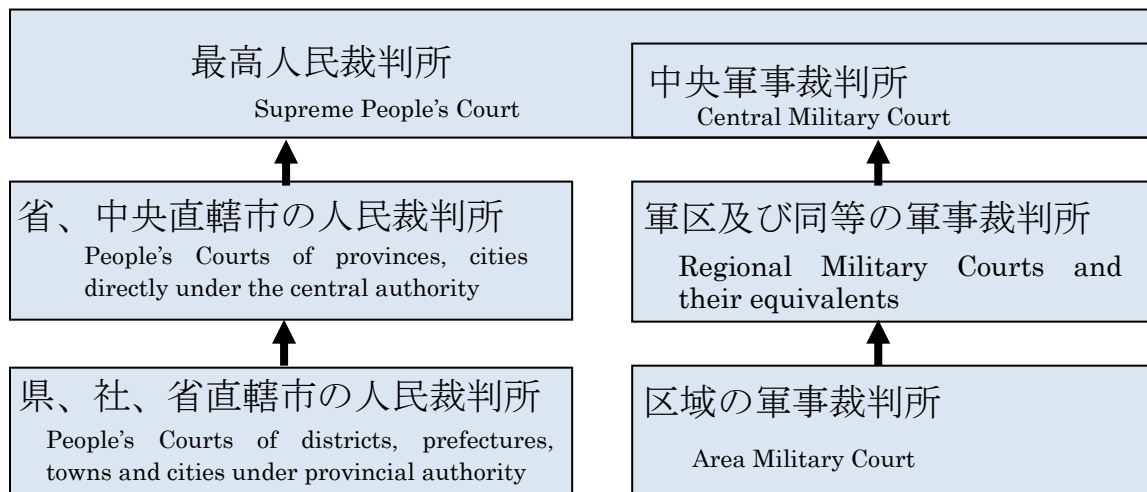 最高人民裁判所
Supreme People’s Court
中央軍事裁判所
Central Military Court
省、中央直轄市の人民裁判所
People’s Courts of provinces, cities
directly under the central authority
軍区及び同等の軍事裁判所
Regional Military Courts and
their equivalents
県、社、省直轄市の人民裁判所
People’s Courts of districts, prefectures,
towns and cities under provincial authority
区域の軍事裁判所
Area Military Court